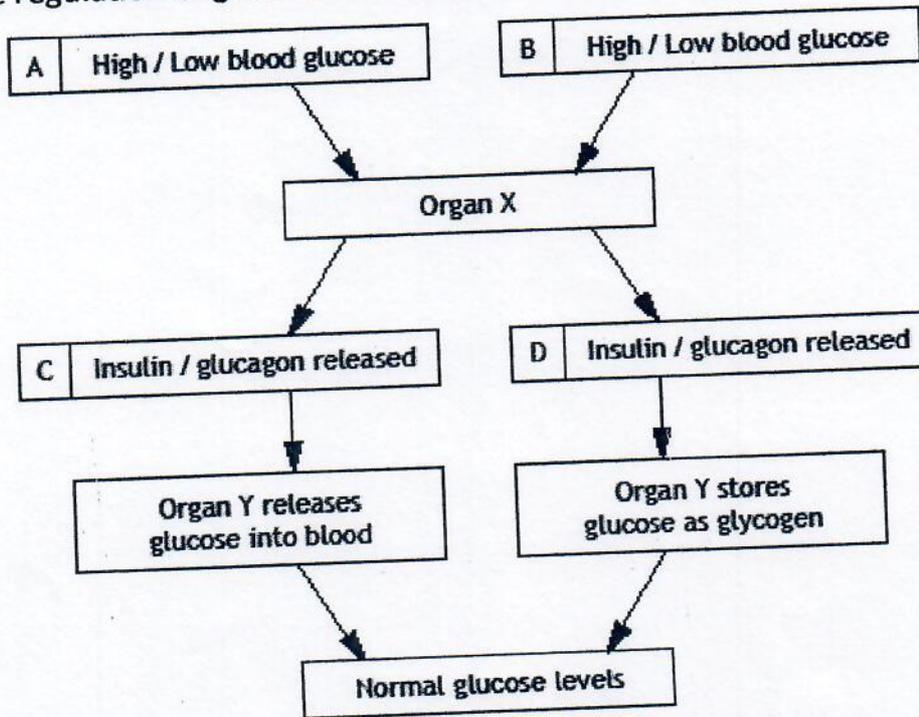 regulation
A High / Low blood glucose
B High / Low blood glucose
Organ X
C Insulin / glucagon released
D Insulin / glucagon released
Organ Y releases
glucose into blood
Organ Y stores
glucose as glycogen
Normal glucose levels